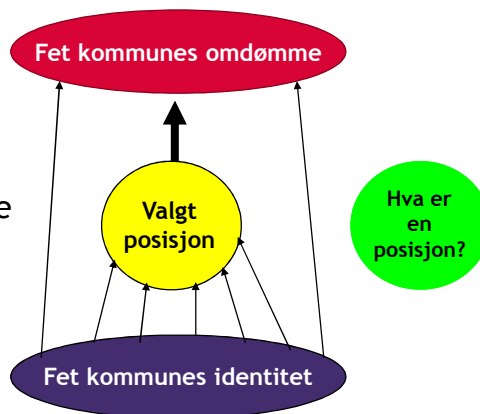 Fet kommunes omdømme
e
Valgt
posisjon
Hva er
en
posisjon?
Fet kommunes identitet